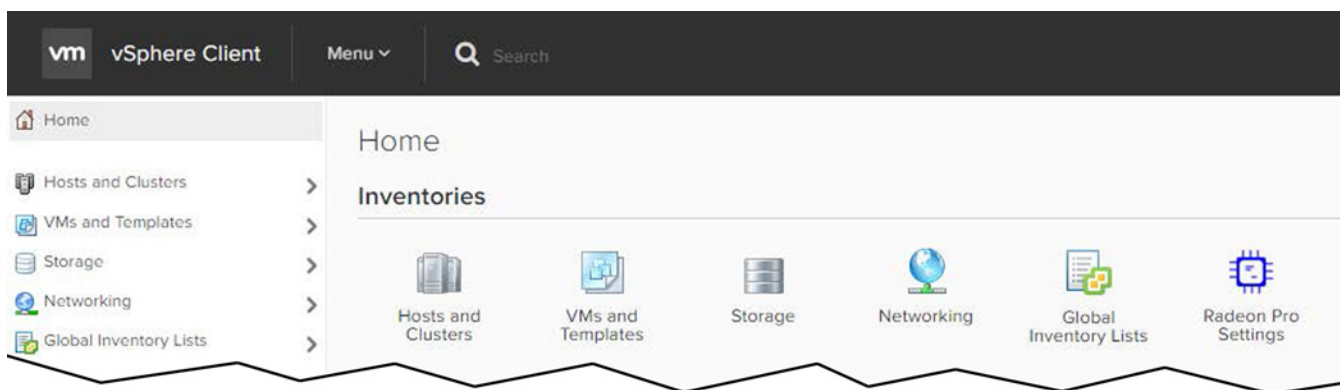 vm vSphere Client Menu Search
Home
Hosts and Clusters
VMs and Templates
Storage
Networking
Global Inventory Lists
Home
Inventories
Hosts and
Clusters
VMs and
Templates
Storage
Networking
Global
Inventory Lists
Radeon Pro
Settings